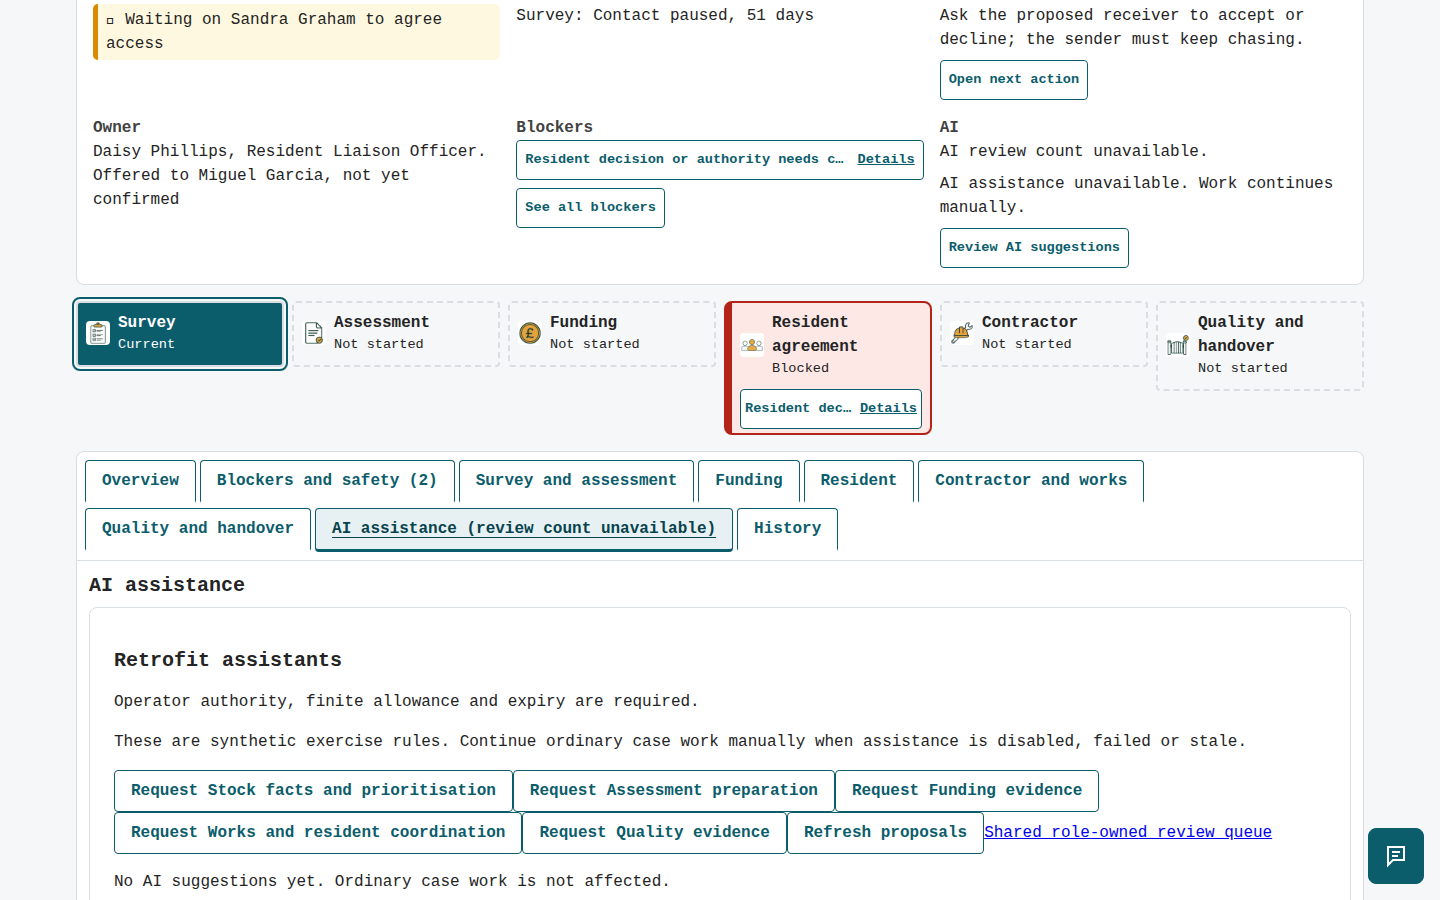 Waiting on Sandra Graham to agree
access
Survey: Contact paused, 51 days
Ask the proposed receiver to accept or
decline; the sender must keep chasing.
Open next action
Owner
Daisy Phillips, Resident Liaison Officer.
Offered to Miguel Garcia, not yet
confirmed
Blockers
Resident decision or authority needs c… Details
See all blockers
AI
AI review count unavailable.
AI assistance unavailable. Work continues
manually.
Review AI suggestions
Survey
Current
Assessment
Not started
Funding
Not started
Resident
agreement
Blocked
Resident dec… Details
Contractor
Not started
Quality and
handover
Not started
Overview
Blockers and safety (2)
Survey and assessment
Funding
Resident
Contractor and works
Quality and handover
AI assistance (review count unavailable)
History
AI assistance
Retrofit assistants
Operator authority, finite allowance and expiry are required.
These are synthetic exercise rules. Continue ordinary case work manually when assistance is disabled, failed or stale.
Request Stock facts and prioritisation
Request Assessment preparation
Request Funding evidence
Request Works and resident coordination
Request Quality evidence
Refresh proposals
Shared role-owned review queue
No AI suggestions yet. Ordinary case work is not affected.